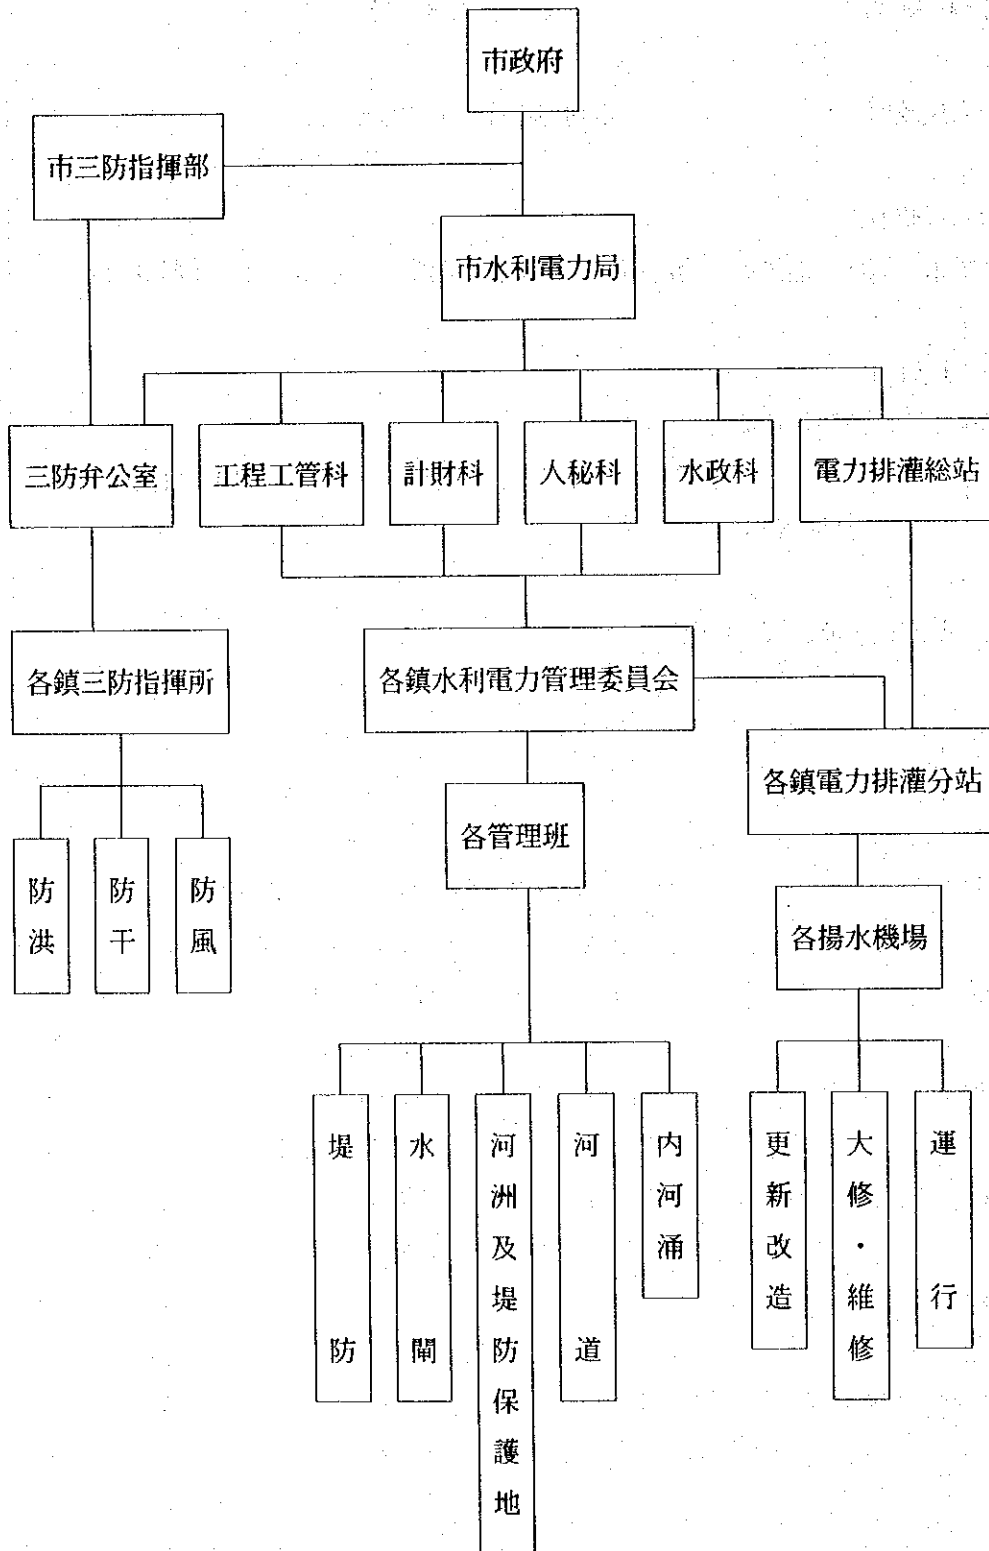 市政府
市三防指揮部
市水利電力局
三防弁公室
工程工管科
計財科
人秘科
水政科
電力排灌総站
各鎮三防指揮所
各鎮水利電力管理委員会
各鎮電力排灌分站
各管理班
防洪
防干
防風
各揚水機場
堤防
水閘
河洲及堤防保護地
河道
内河涌
更新改造
大修・維修
運行